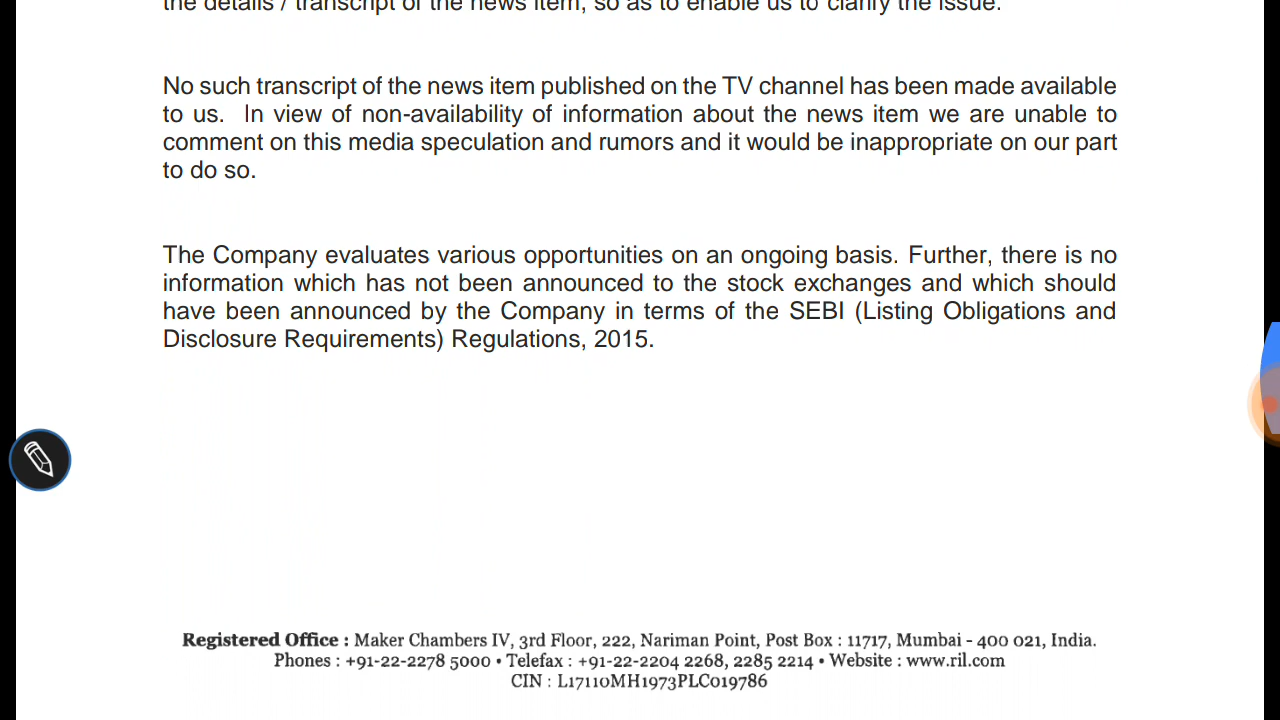 the details / transcript of the news item, so as to enable us to clarify the issue.
No such transcript of the news item published on the TV channel has been made available
to us.  In view of non-availability of information about the news item we are unable to
comment on this media speculation and rumors and it would be inappropriate on our part
to do so.
The Company evaluates various opportunities on an ongoing basis. Further, there is no
information which has not been announced to the stock exchanges and which should
have been announced by the Company in terms of the SEBI (Listing Obligations and
Disclosure Requirements) Regulations, 2015.
Registered Office : Maker Chambers IV, 3rd Floor, 222, Nariman Point, Post Box : 11717, Mumbai - 400 021, India.
Phones : +91-22-2278 5000 • Telefax : +91-22-2204 2268, 2285 2214 • Website : www.ril.com
CIN : L17110MH1973PLC019786